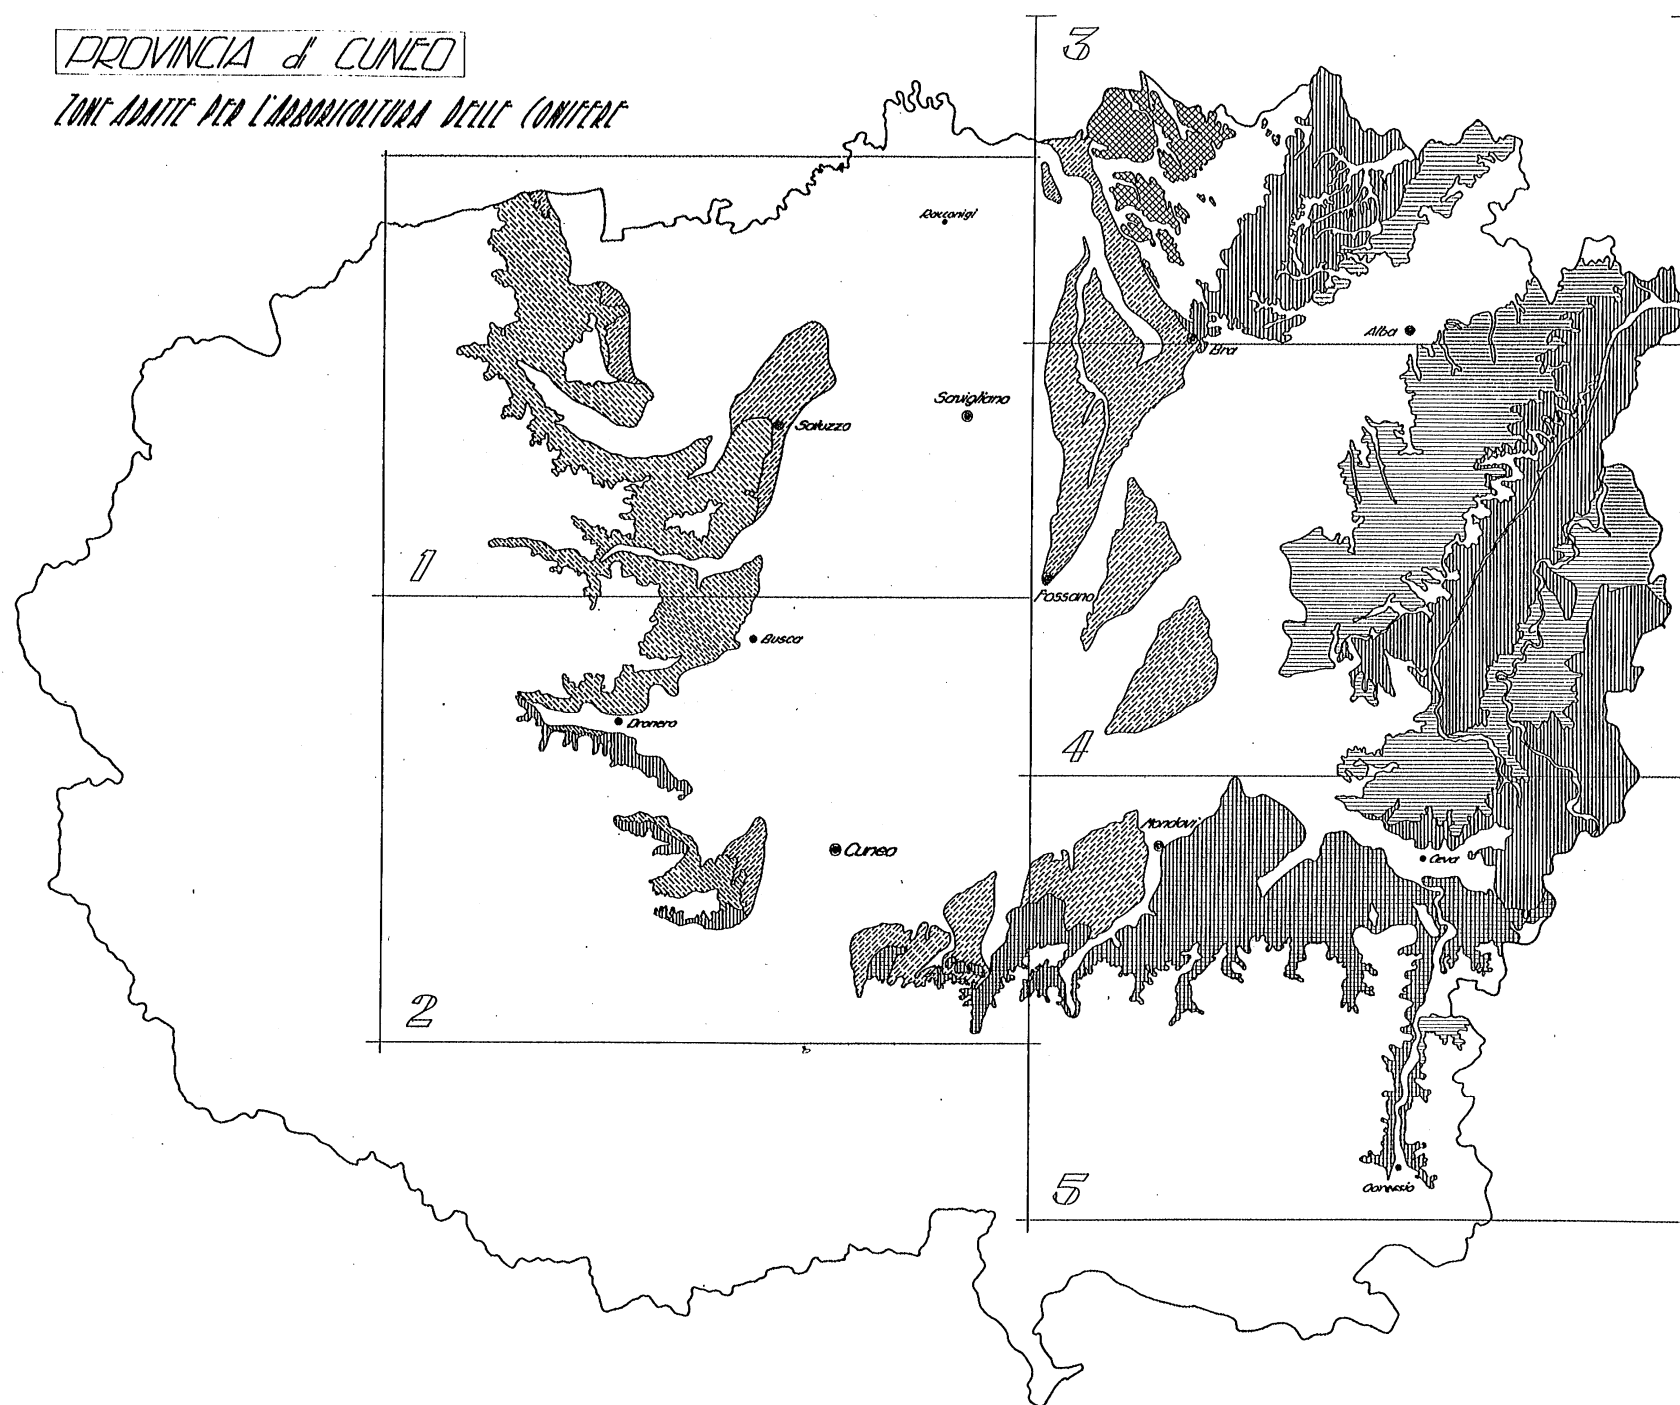 PROVINCIA di CUNEO
ZONE ADATTE PER L'ARBORICOLTURA DELLE CONIFERE
3
Racconigi
Alba
Bra
Savigliano
Saluzzo
1
Fossano
Busca
Dronero
4
Mondovì
Cuneo
Ceva
2
5
Garessio